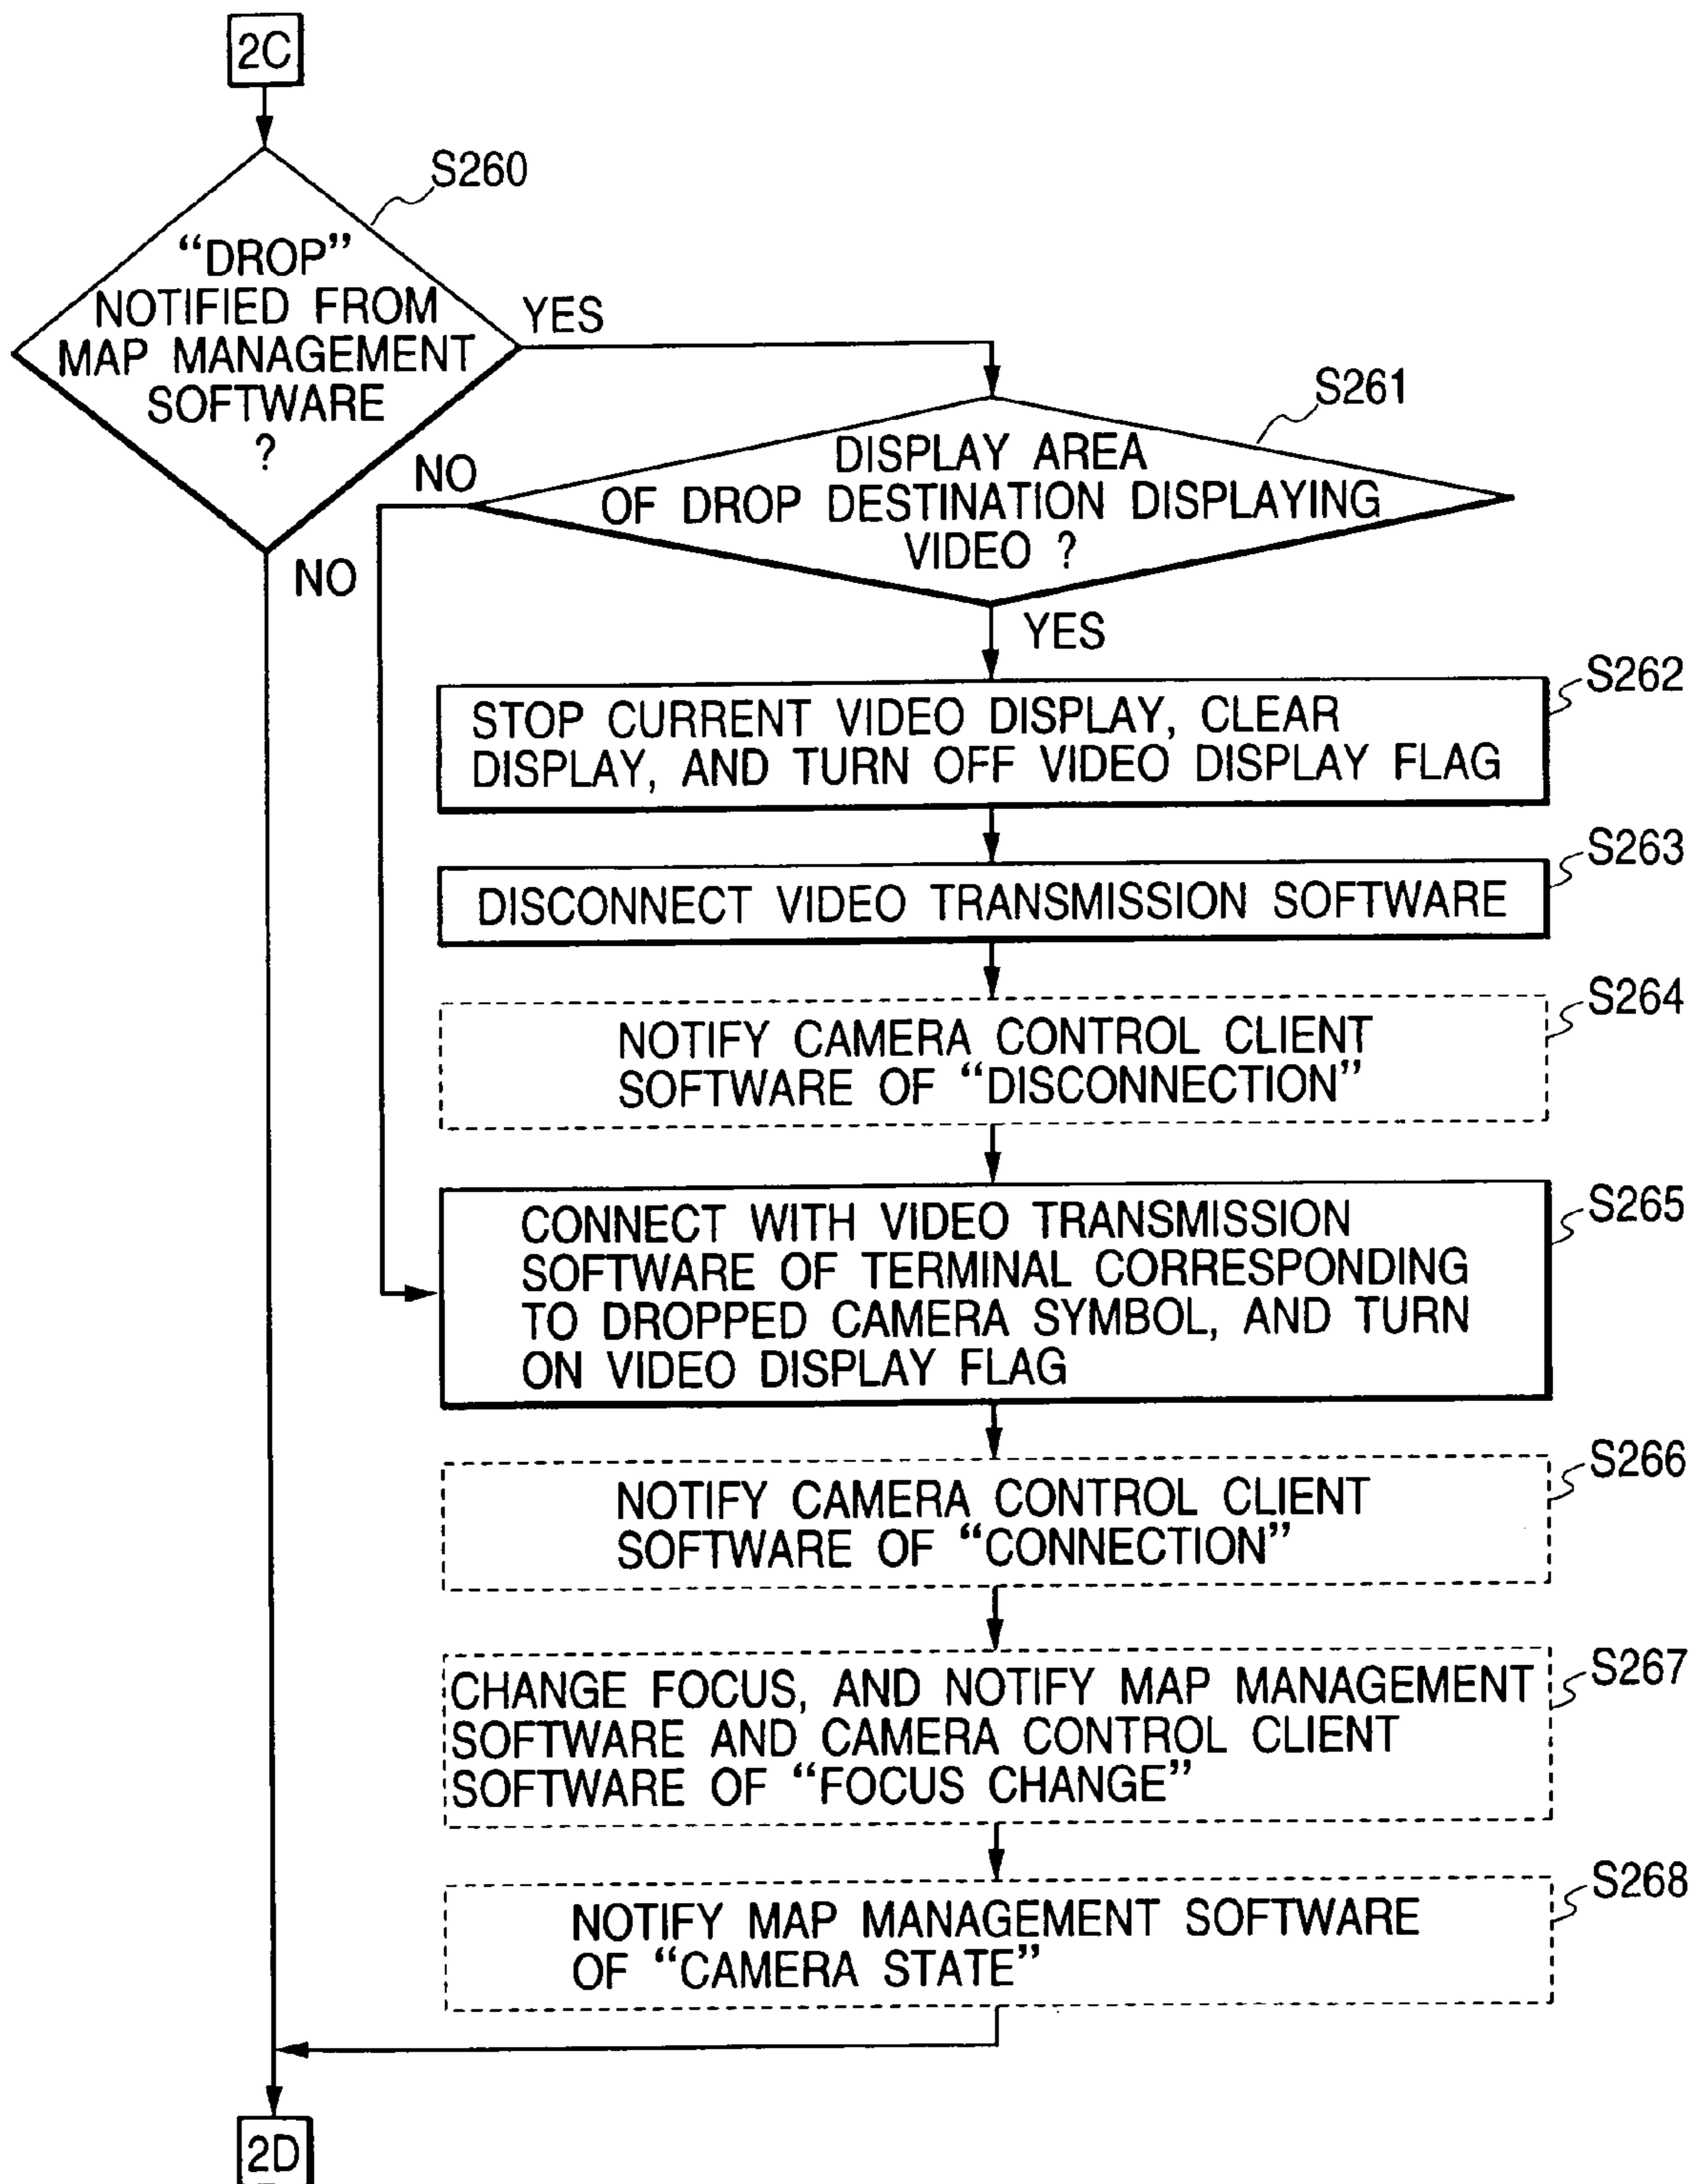 2C
S260
“DROP”
NOTIFIED FROM
MAP MANAGEMENT
SOFTWARE
?
YES
NO
S261
DISPLAY AREA
OF DROP DESTINATION DISPLAYING
VIDEO ?
NO
YES
S262
STOP CURRENT VIDEO DISPLAY, CLEAR
DISPLAY, AND TURN OFF VIDEO DISPLAY FLAG
S263
DISCONNECT VIDEO TRANSMISSION SOFTWARE
S264
NOTIFY CAMERA CONTROL CLIENT
SOFTWARE OF “DISCONNECTION”
S265
CONNECT WITH VIDEO TRANSMISSION
SOFTWARE OF TERMINAL CORRESPONDING
TO DROPPED CAMERA SYMBOL, AND TURN
ON VIDEO DISPLAY FLAG
S266
NOTIFY CAMERA CONTROL CLIENT
SOFTWARE OF “CONNECTION”
S267
CHANGE FOCUS, AND NOTIFY MAP MANAGEMENT
SOFTWARE AND CAMERA CONTROL CLIENT
SOFTWARE OF “FOCUS CHANGE”
S268
NOTIFY MAP MANAGEMENT SOFTWARE
OF “CAMERA STATE”
2D